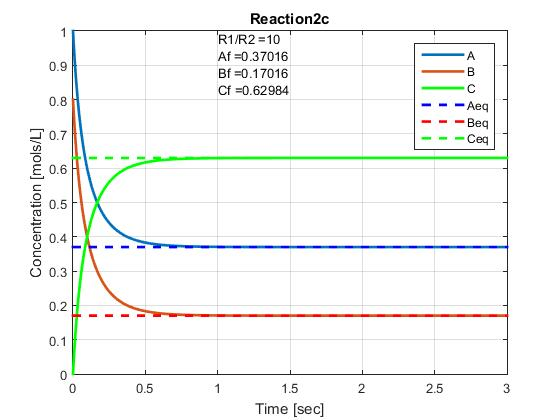 Reaction2c
R1/R2 =10
Af =0.37016
Bf =0.17016
Cf =0.62984
A
B
C
Aeq
Beq
Ceq
Concentration [mols/L]
1
0.9
0.8
0.7
0.6
0.5
0.4
0.3
0.2
0.1
0
0 0.5 1 1.5 2 2.5 3
Time [sec]